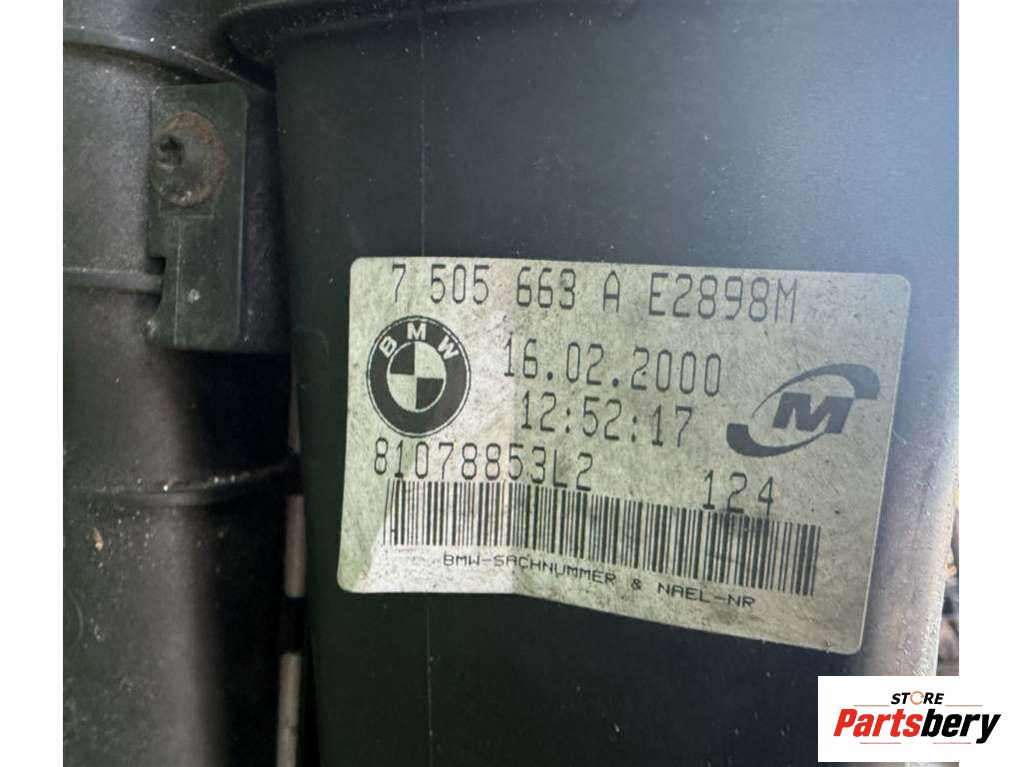 7 505 663 A E2898M
BMW
16.02.2000
M
12:52:17
81078853L2 124
BMW-SACHNUMMER & NAEL-NR
STORE
Partsbery